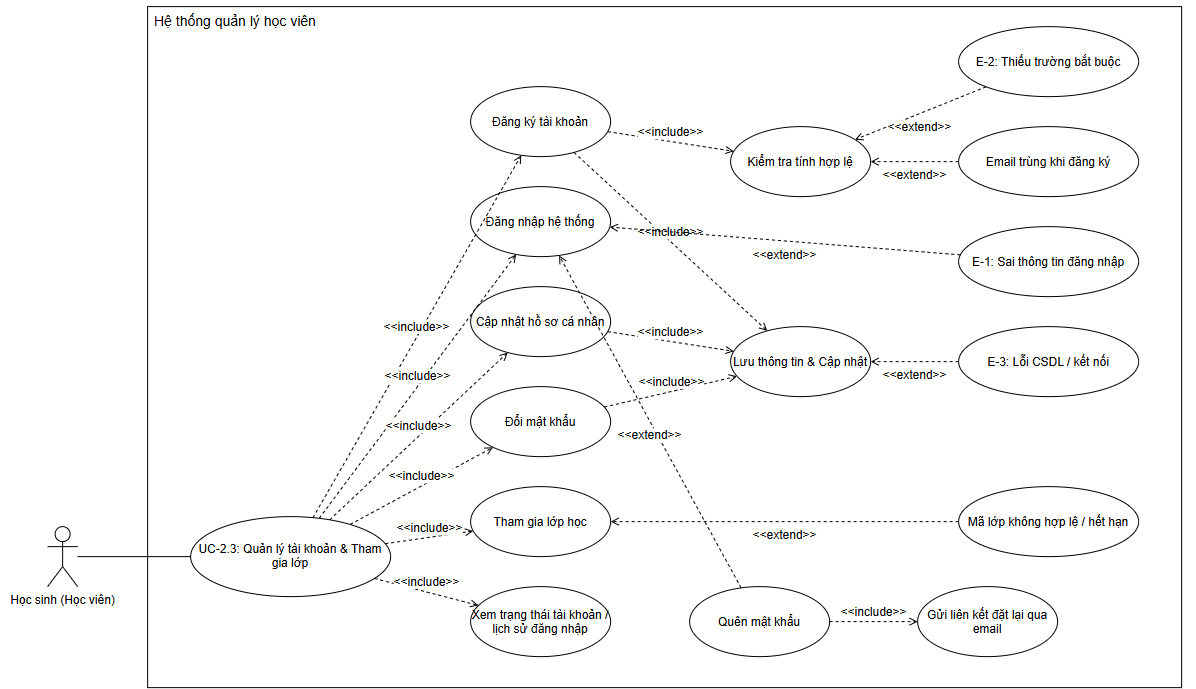 Hệ thống quản lý học viên
E-2: Thiếu trường bắt buộc
Đăng ký tài khoản
<<include>>
<<extend>>
Kiểm tra tính hợp lệ
Email trùng khi đăng ký
<<extend>>
Đăng nhập hệ thống
<<include>>
<<extend>>
E-1: Sai thông tin đăng nhập
<<include>>
Cập nhật hồ sơ cá nhân
<<include>>
Lưu thông tin & Cập nhật
E-3: Lỗi CSDL / kết nối
<<include>>
<<include>>
<<extend>>
Đổi mật khẩu
<<include>>
<<extend>>
<<include>>
Tham gia lớp học
<<include>>
Mã lớp không hợp lệ / hết hạn
<<extend>>
UC-2.3: Quản lý tài khoản & Tham
gia lớp
<<include>>
Học sinh (Học viên)
Xem trạng thái tài khoản /
lịch sử đăng nhập
Quên mật khẩu
<<include>>
Gửi liên kết đặt lại qua
email